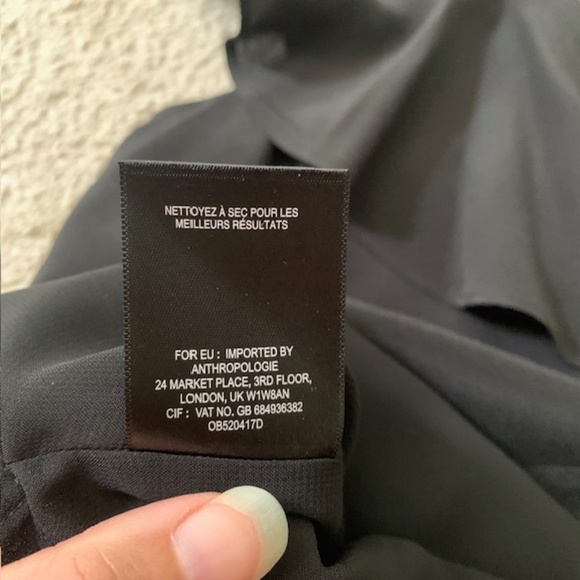 NETTOYEZ À SEC POUR LES
MEILLEURS RÉSULTATS
FOR EU : IMPORTED BY
ANTHROPOLOGIE
24 MARKET PLACE, 3RD FLOOR,
LONDON, UK W1W8AN
CIF : VAT NO. GB 684936382
OB520417D